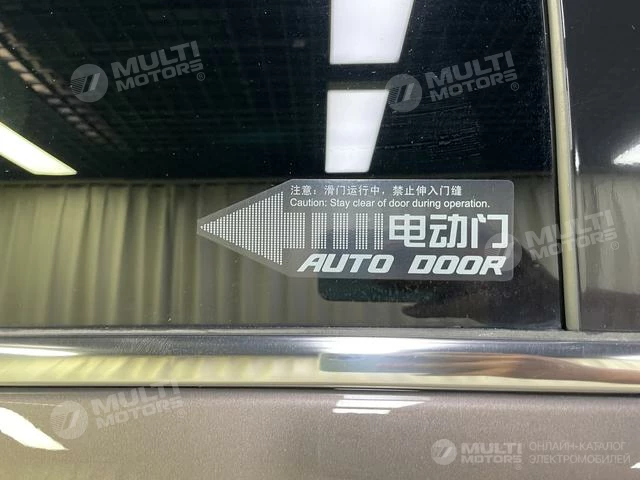 MULTI
MOTORS®
MULTI
MOTORS®
注意：滑门运行中，禁止伸入门缝
Caution: Stay clear of door during operation.
电动门
AUTO DOOR
MULTI
MOTORS®
MULTI
MOTORS®
MULTI
MOTORS®
ОНЛАЙН-КАТАЛОГ
ЭЛЕКТРОМОБИЛЕЙ